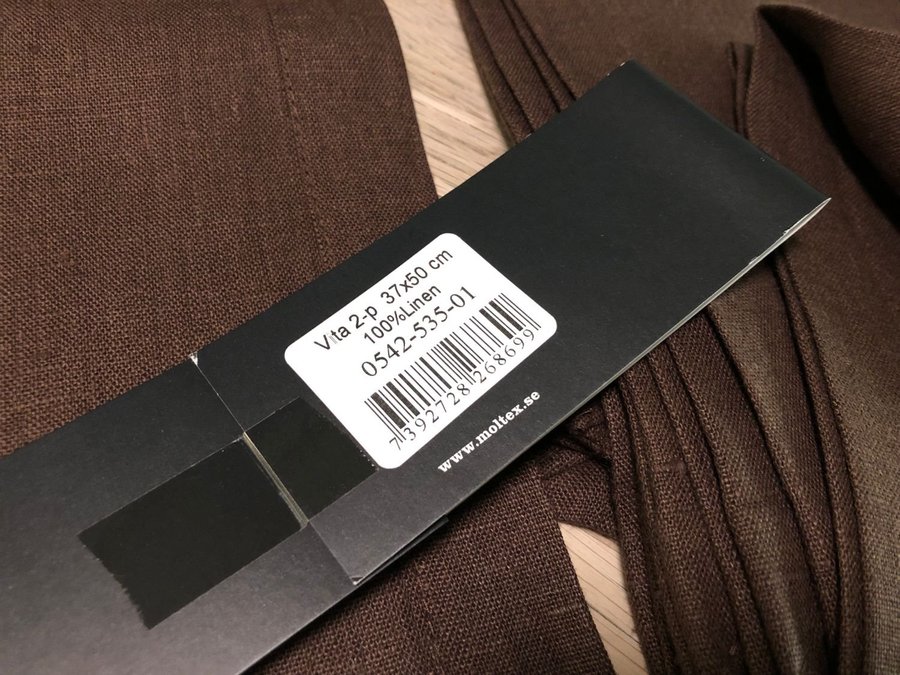 Vita 2-p 37x50 cm
100%Linen
0542-535-01
7392728268699
www.moltex.se